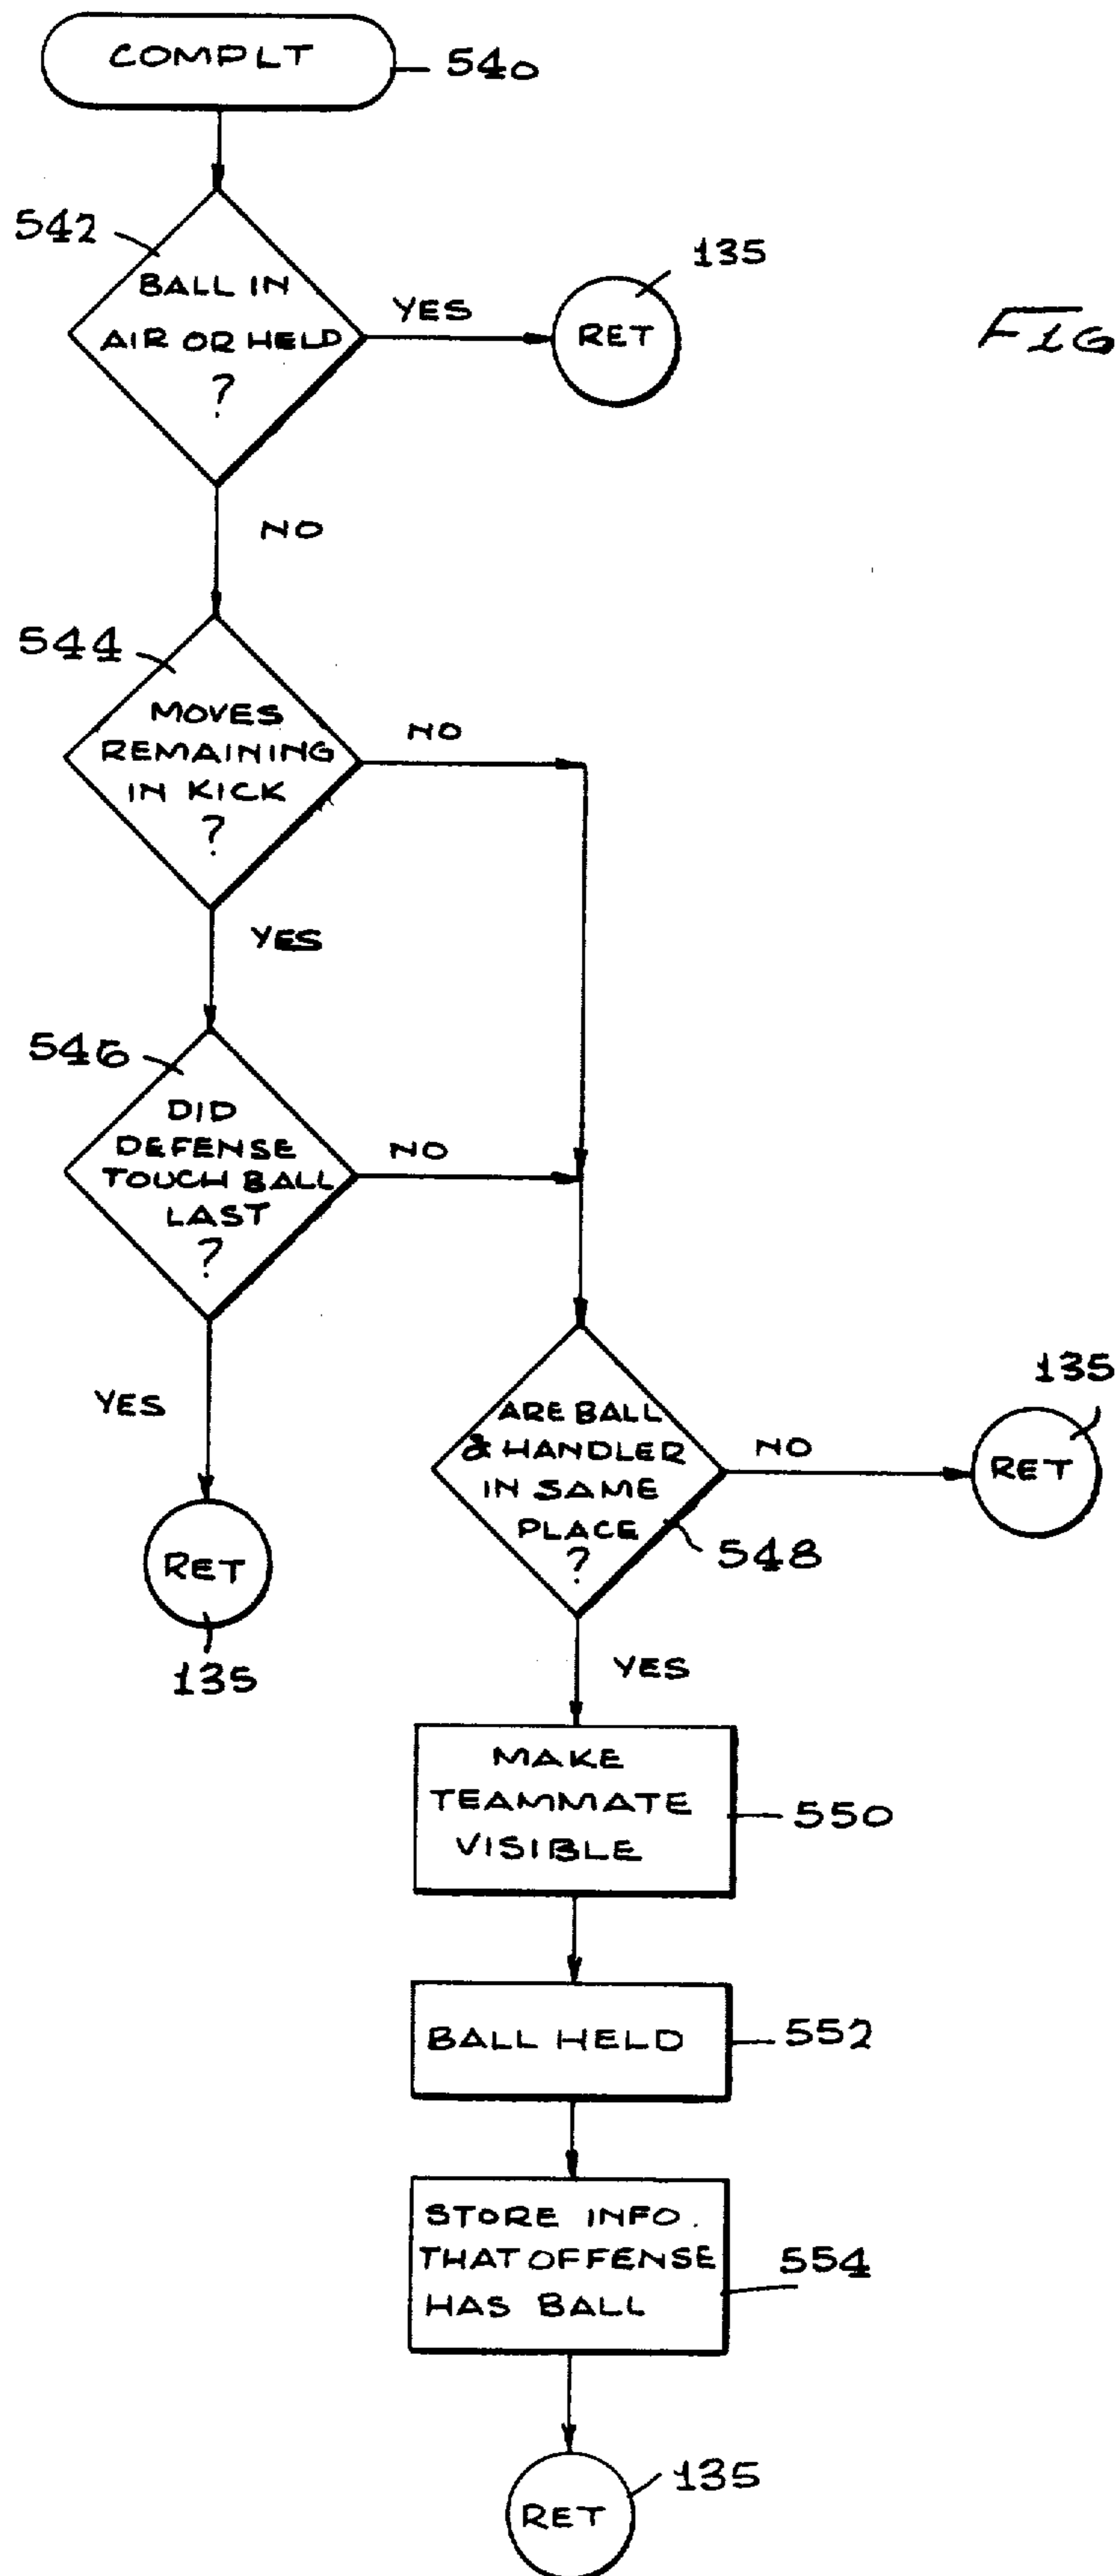 COMPLT
540
542
BALL IN
AIR OR HELD
?
YES
135
RET
FIG
NO
544
MOVES
REMAINING
IN KICK
?
NO
YES
546
DID
DEFENSE
TOUCH BALL
LAST
?
NO
YES
RET
135
ARE BALL
& HANDLER
IN SAME
PLACE
?
548
NO
135
RET
YES
MAKE
TEAMMATE
VISIBLE
550
BALL HELD
552
STORE INFO.
THAT OFFENSE
HAS BALL
554
RET
135